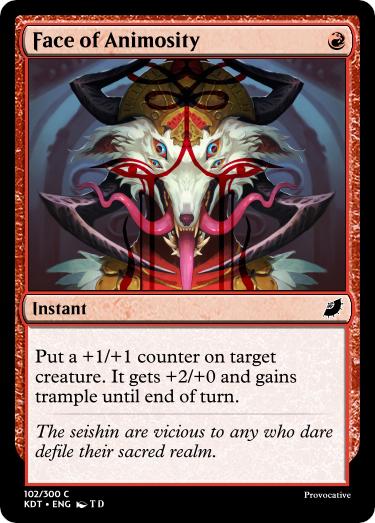 Face of Animosity
Instant
Put a +1/+1 counter on target
creature. It gets +2/+0 and gains
trample until end of turn.
The seishin are vicious to any who dare
defile their sacred realm.
102/300 C
KDT • ENG T D
Provocative